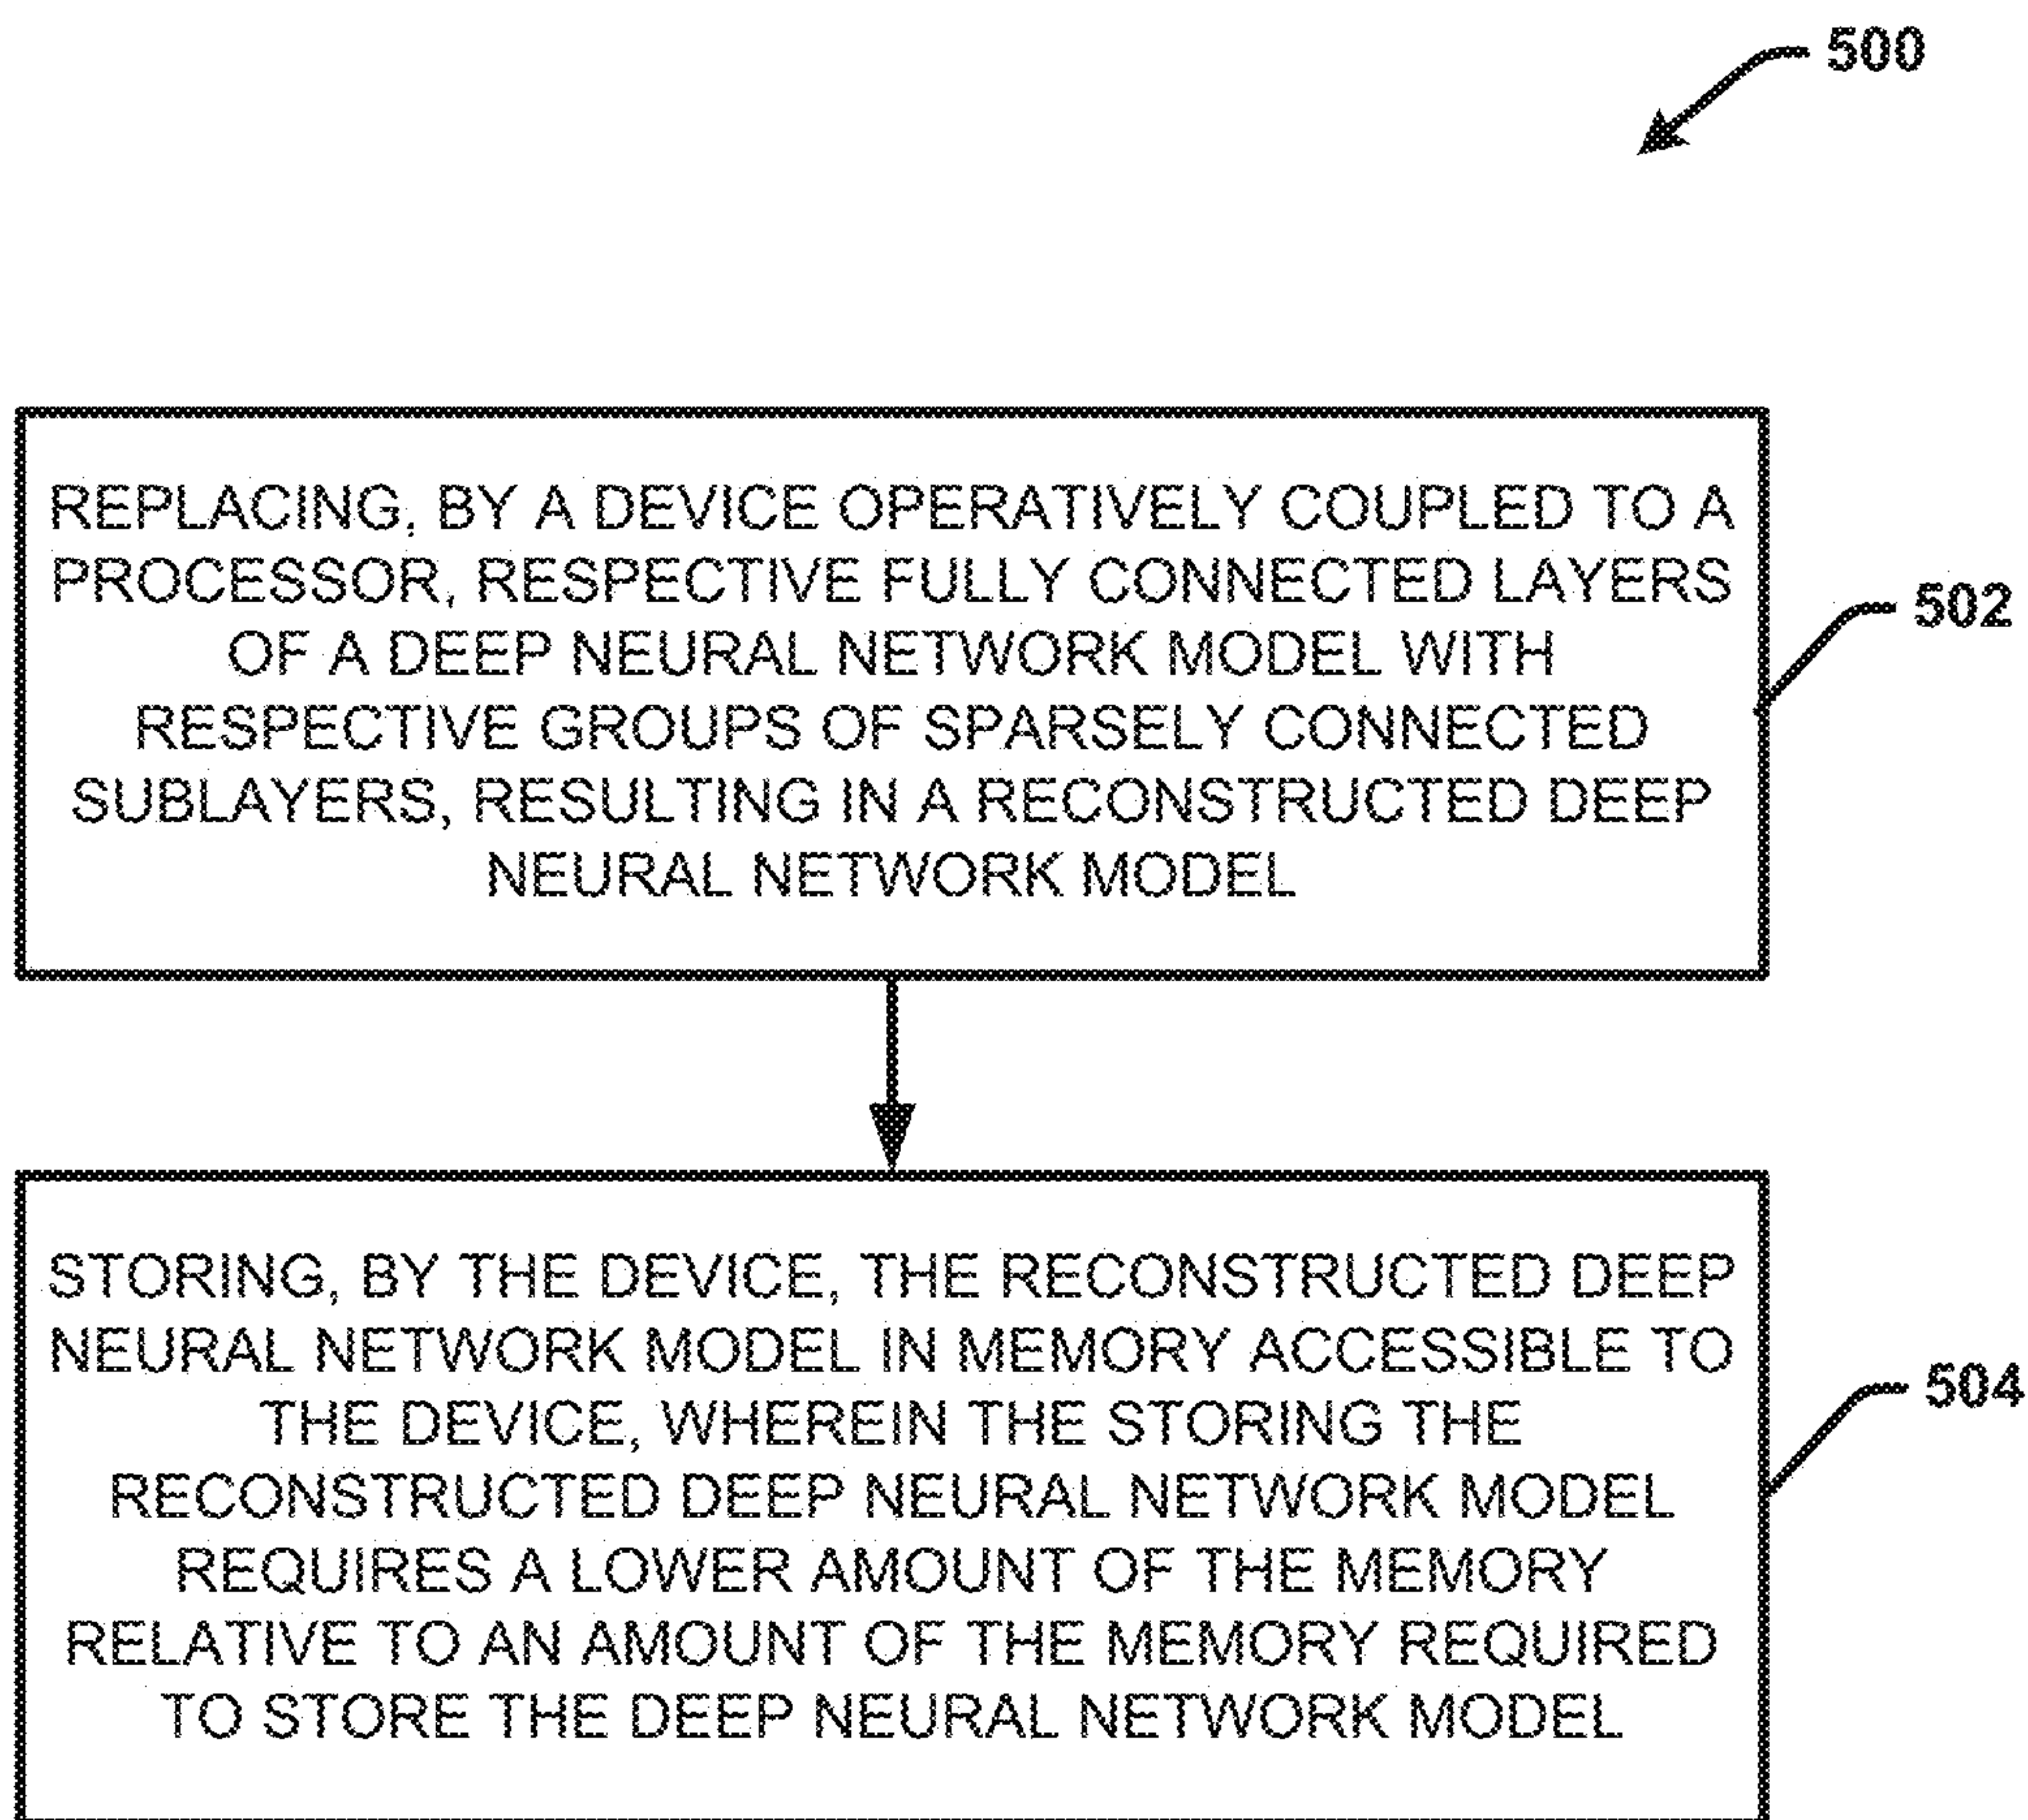 500
REPLACING, BY A DEVICE OPERATIVELY COUPLED TO A
PROCESSOR, RESPECTIVE FULLY CONNECTED LAYERS
OF A DEEP NEURAL NETWORK MODEL WITH
RESPECTIVE GROUPS OF SPARSELY CONNECTED
SUBLAYERS, RESULTING IN A RECONSTRUCTED DEEP
NEURAL NETWORK MODEL
502
STORING, BY THE DEVICE, THE RECONSTRUCTED DEEP
NEURAL NETWORK MODEL IN MEMORY ACCESSIBLE TO
THE DEVICE, WHEREIN THE STORING THE
RECONSTRUCTED DEEP NEURAL NETWORK MODEL
REQUIRES A LOWER AMOUNT OF THE MEMORY
RELATIVE TO AN AMOUNT OF THE MEMORY REQUIRED
TO STORE THE DEEP NEURAL NETWORK MODEL
504